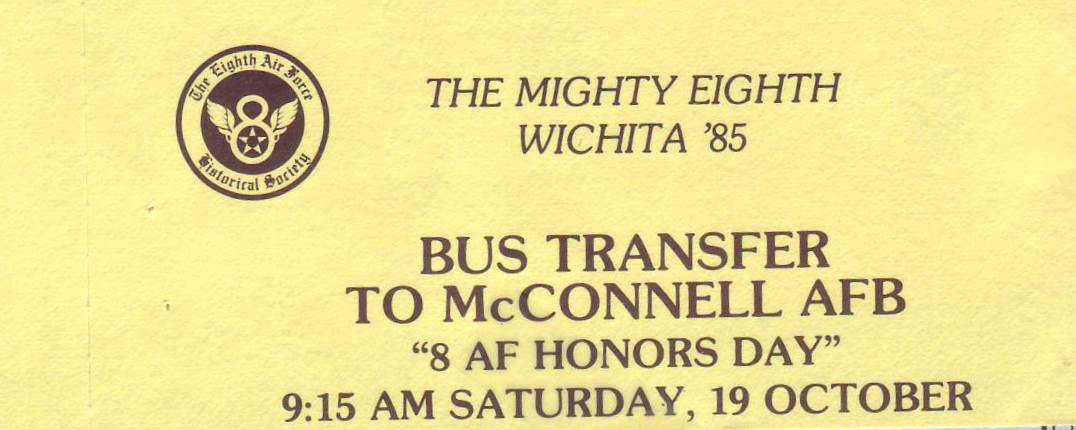 The Eighth Air Force
8
Historical Society
THE MIGHTY EIGHTH
WICHITA '85
BUS TRANSFER
TO McCONNELL AFB
“8 AF HONORS DAY”
9:15 AM SATURDAY, 19 OCTOBER